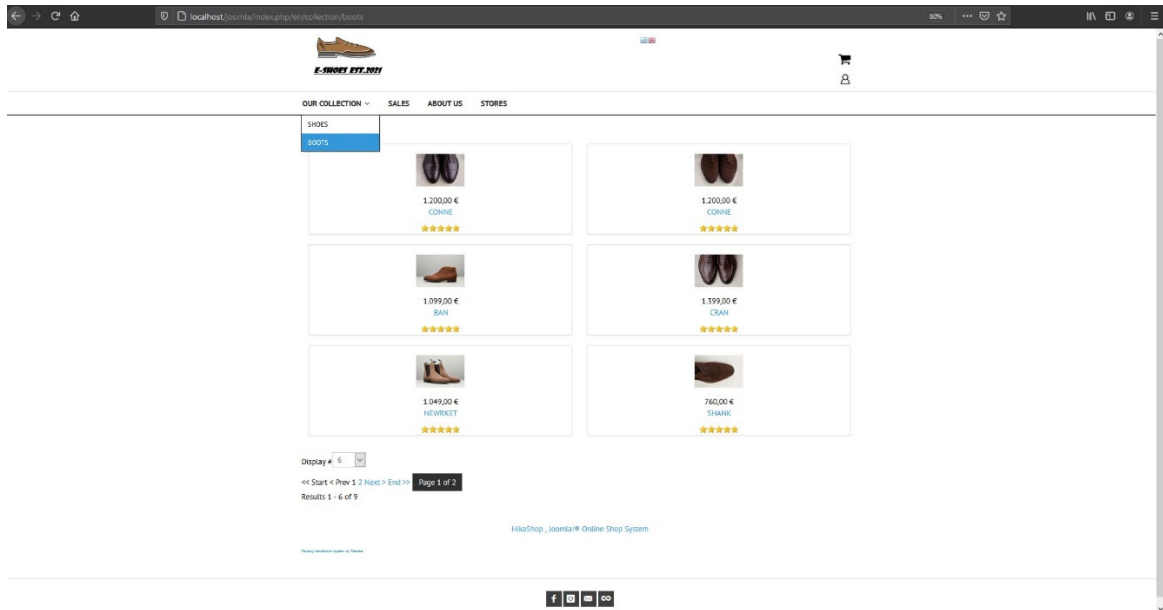 localhost/joomla/index.php/en/collection/boots
80%
E-SHOES EST.2021
OUR COLLECTION SALES ABOUT US STORES
SHOES
BOOTS
1.200,00 € 1.200,00 €
CONNE CONNE
1.099,00 € 1.399,00 €
BAN CRAN
1.049,00 € 760,00 €
NEWRKET SHANK
Display # 6
<< Start < Prev 1 2 Next > End >> Page 1 of 2
Results 1 - 6 of 9
HikaShop , Joomla!® Online Shop System